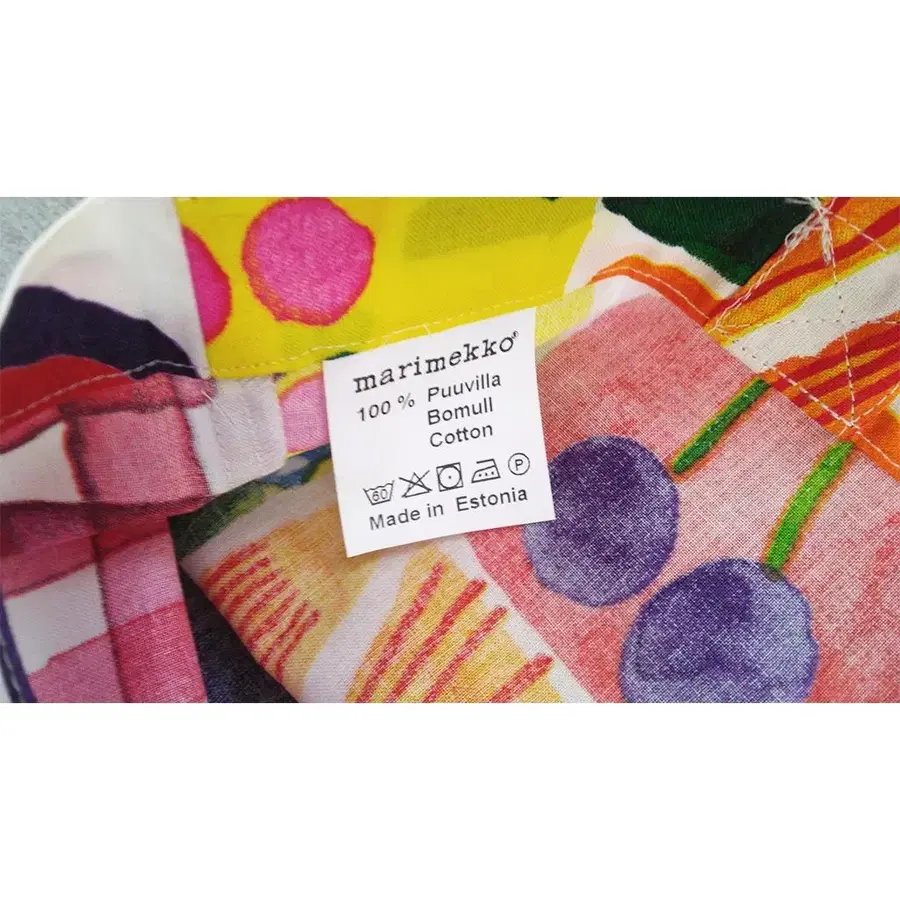 marimekko®
100 % Puuvilla
Bomull
Cotton
60 P
Made in Estonia